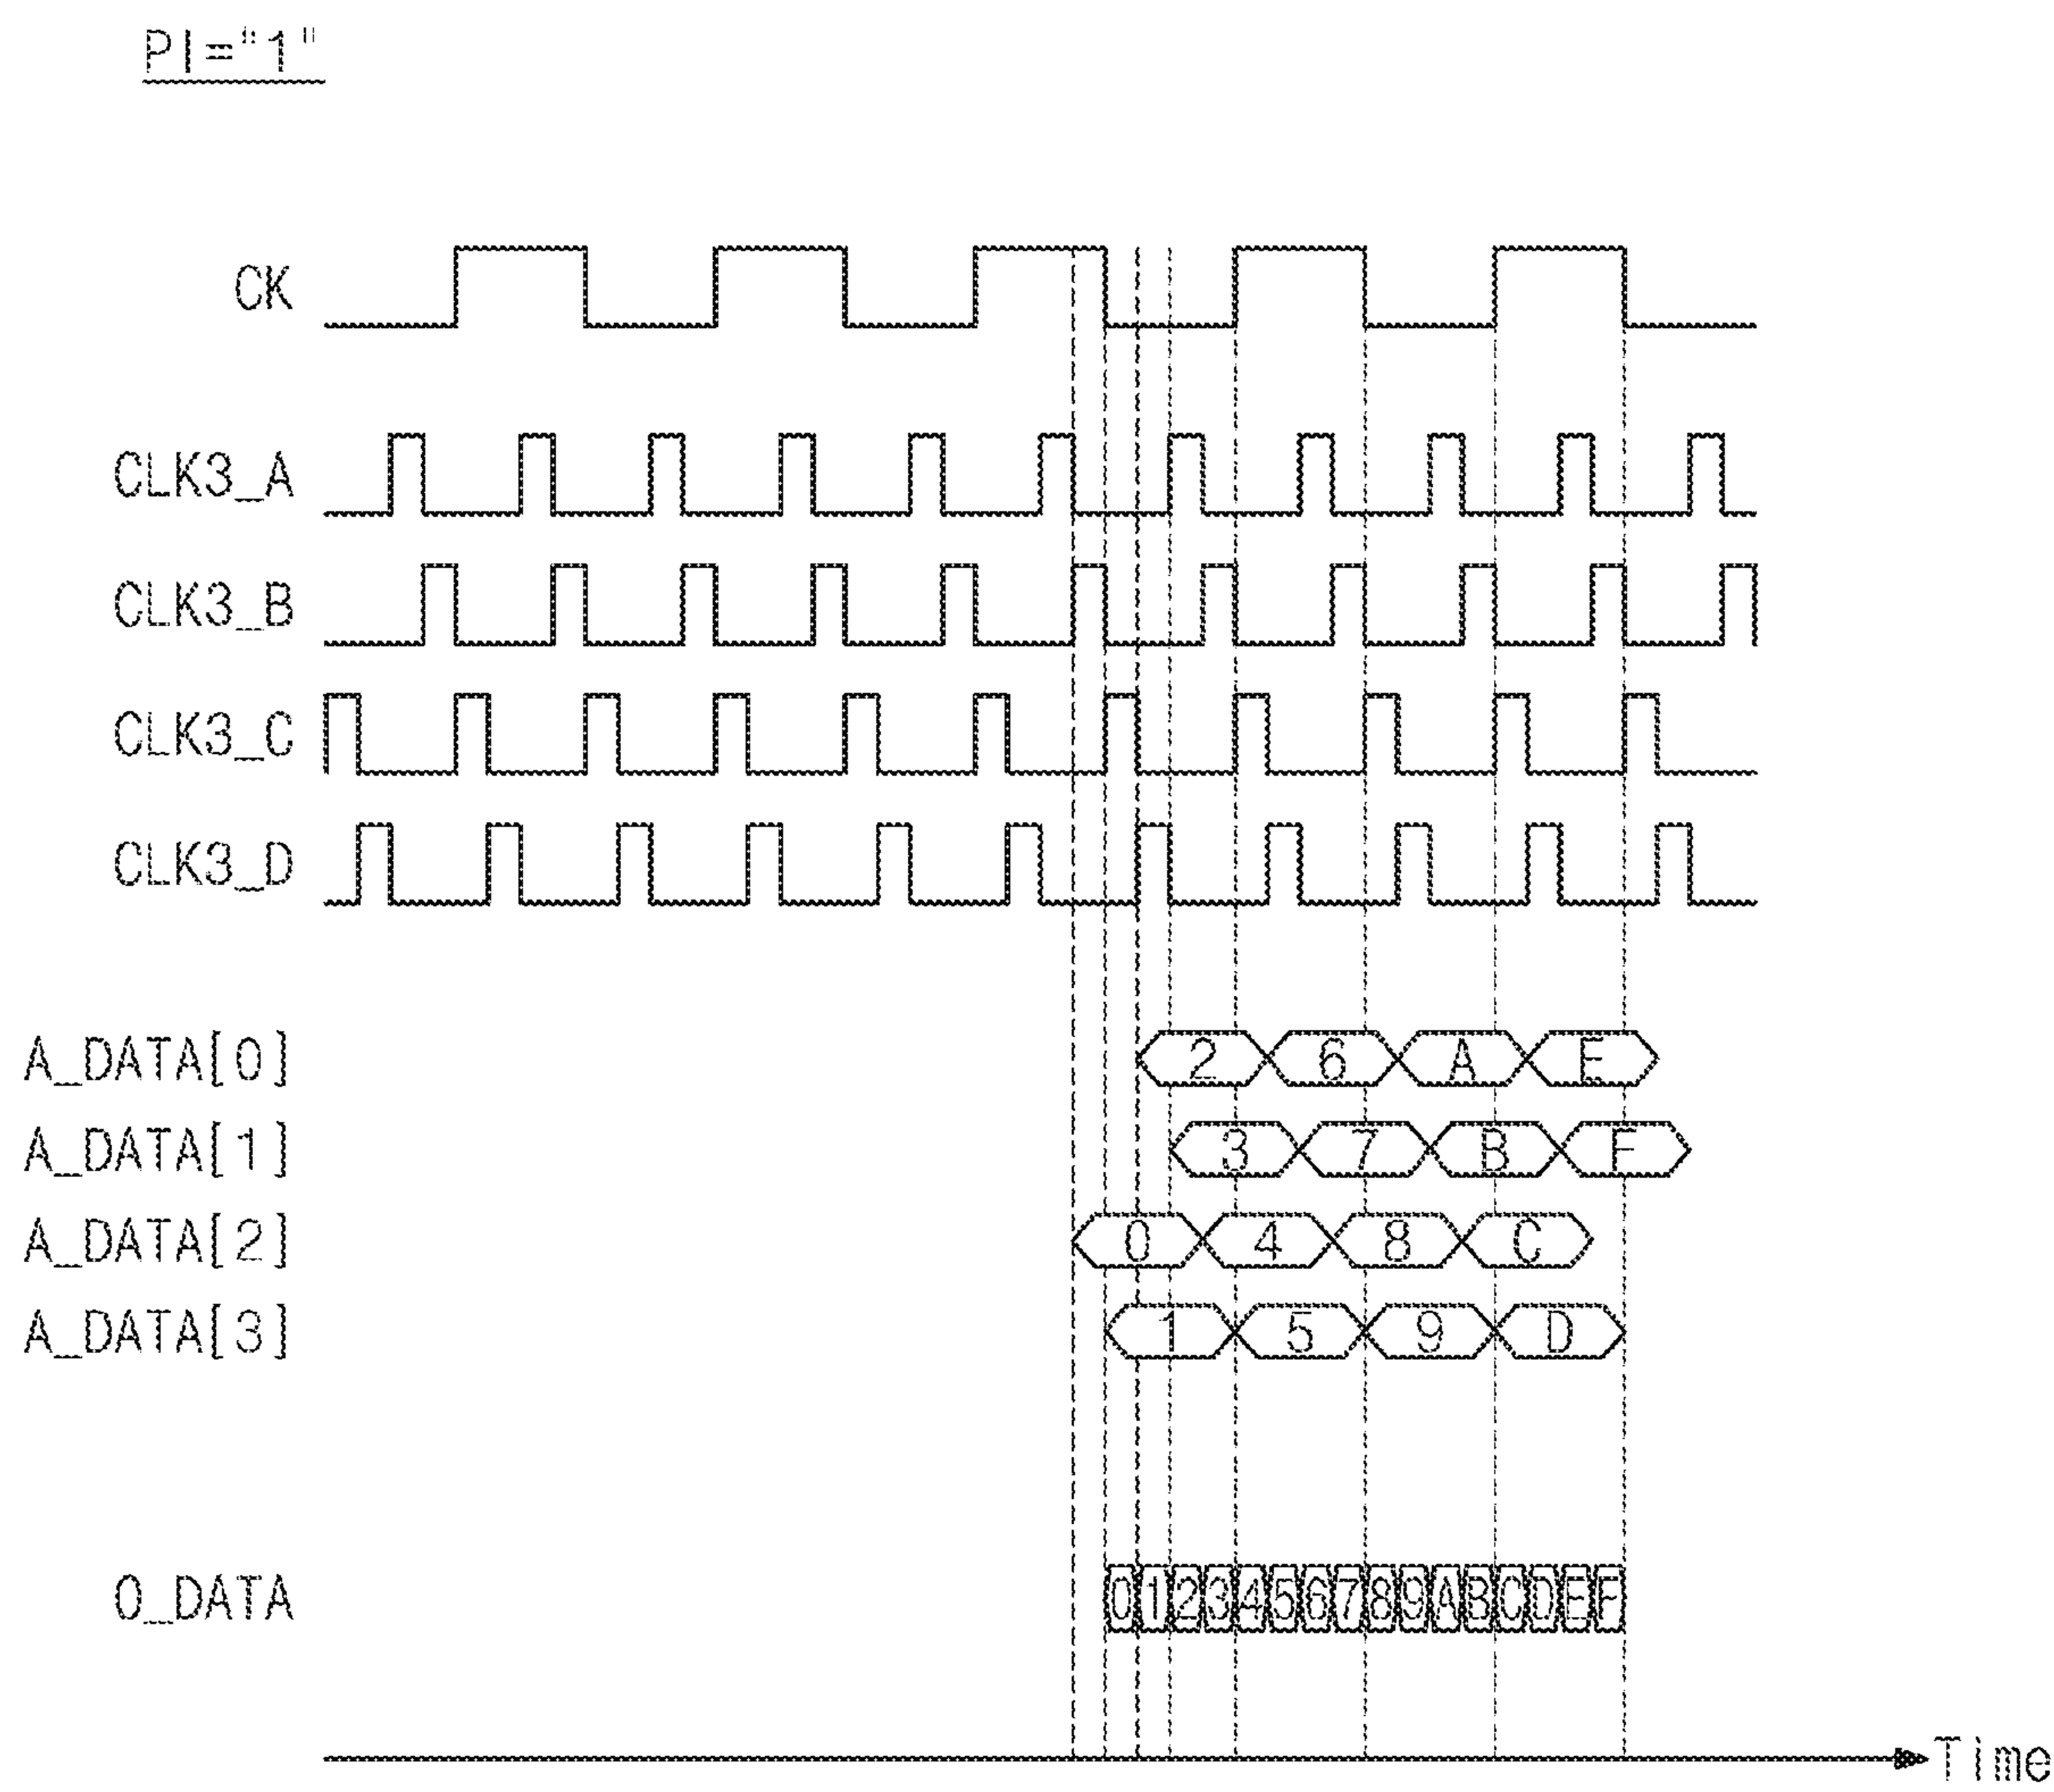 PI="1"
CK
CLK3_A
CLK3_B
CLK3_C
CLK3_D
A_DATA[0] 2 6 A E
A_DATA[1] 3 7 B F
A_DATA[2] 0 4 8 C
A_DATA[3] 1 5 9 D
O_DATA 0 1 2 3 4 5 6 7 8 9 A B C D E F
Time